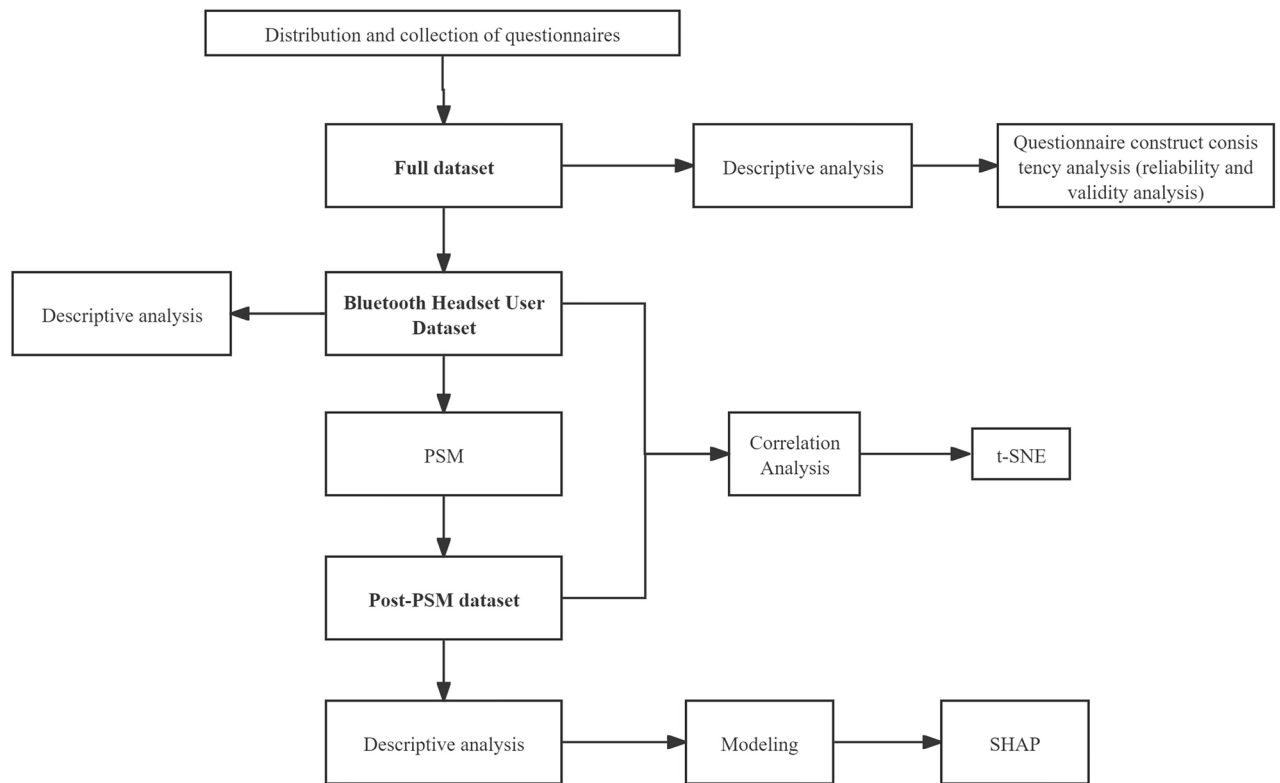 Distribution and collection of questionnaires
Full dataset
Descriptive analysis
Questionnaire construct consis
tency analysis (reliability and
validity analysis)
Descriptive analysis
Bluetooth Headset User
Dataset
PSM
Correlation
Analysis
t-SNE
Post-PSM dataset
Descriptive analysis
Modeling
SHAP